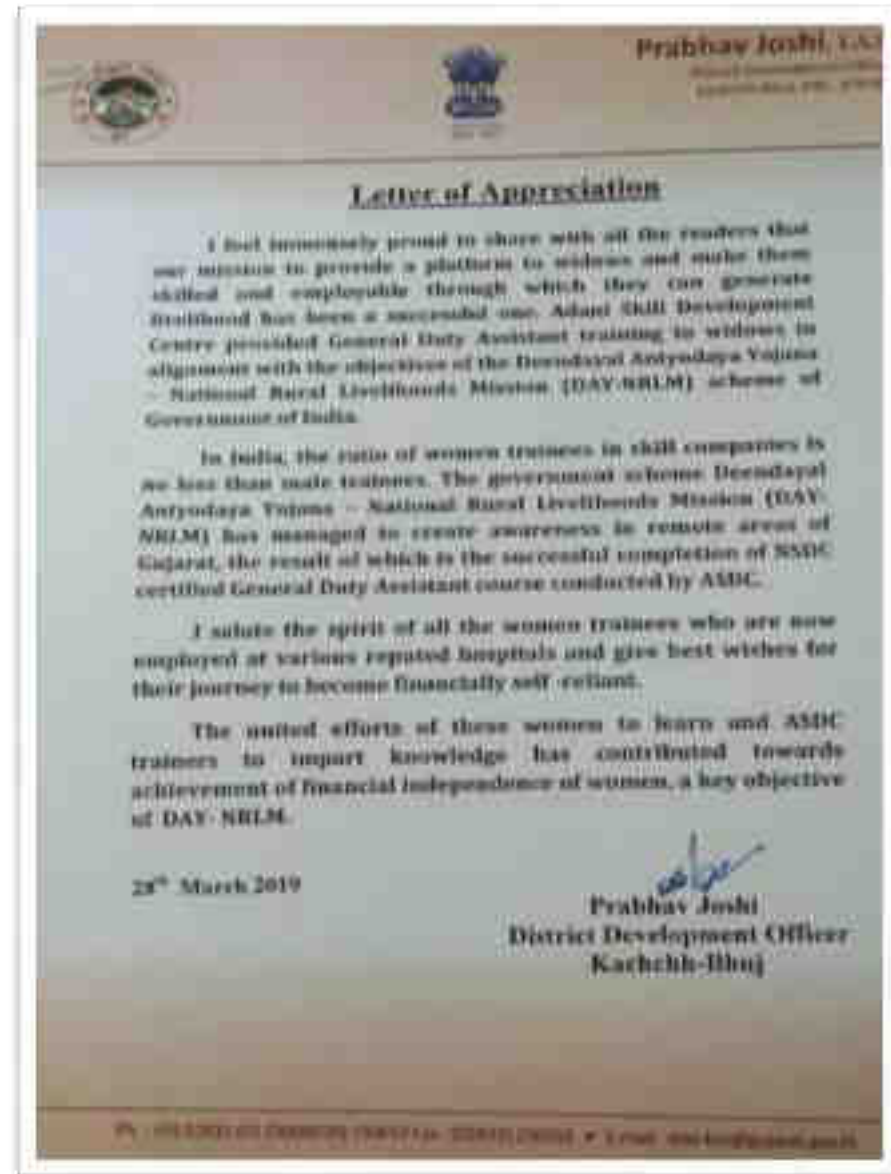 Prabhav Joshi, I.A.S
Letter of Appreciation
I feel immensely proud to share with all the readers that
our mission to provide a platform to widows and make them
skilled and employable through which they can generate
livelihood has been a successful one. Adani Skill Development
Centre provided General Duty Assistant training to widows in
alignment with the objectives of the Deendayal Antyodaya Yojana
– National Rural Livelihoods Mission (DAY-NRLM) scheme of
Government of India.
In India, the ratio of women trainees in skill companies is
no less than male trainees. The government scheme Deendayal
Antyodaya Yojana – National Rural Livelihoods Mission (DAY-
NRLM) has managed to create awareness in remote areas of
Gujarat, the result of which is the successful completion of NSDC
certified General Duty Assistant course conducted by ASDC.
I salute the spirit of all the women trainees who are now
employed at various reputed hospitals and give best wishes for
their journey to become financially self -reliant.
The united efforts of these women to learn and ASDC
trainers to impart knowledge has contributed towards
achievement of financial independence of women, a key objective
of DAY- NRLM.
28th March 2019
Prabhav Joshi
District Development Officer
Kachchh-Bhuj